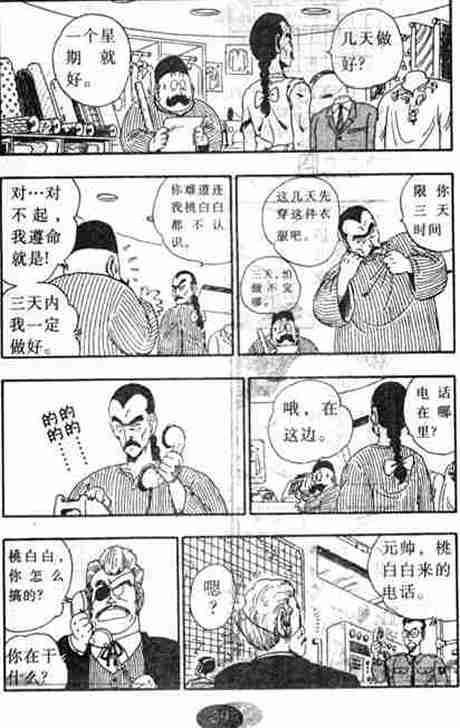 几天做
好?
一个星
期就
好。
限你
三天
时间
这几天先
穿这件衣
服吧。
三天,怕
做不完
哪。
你难道连
我桃白白
都不认
识。
对…对
不起,
我遵命
就是!
三天内
我一定
做好。
电话
在哪
里?
哦,在
这边。
的的
的的
……
元帅,桃
白白来的
电话。
嗯?
桃白白,
你怎么
搞的?
你在干
什么?